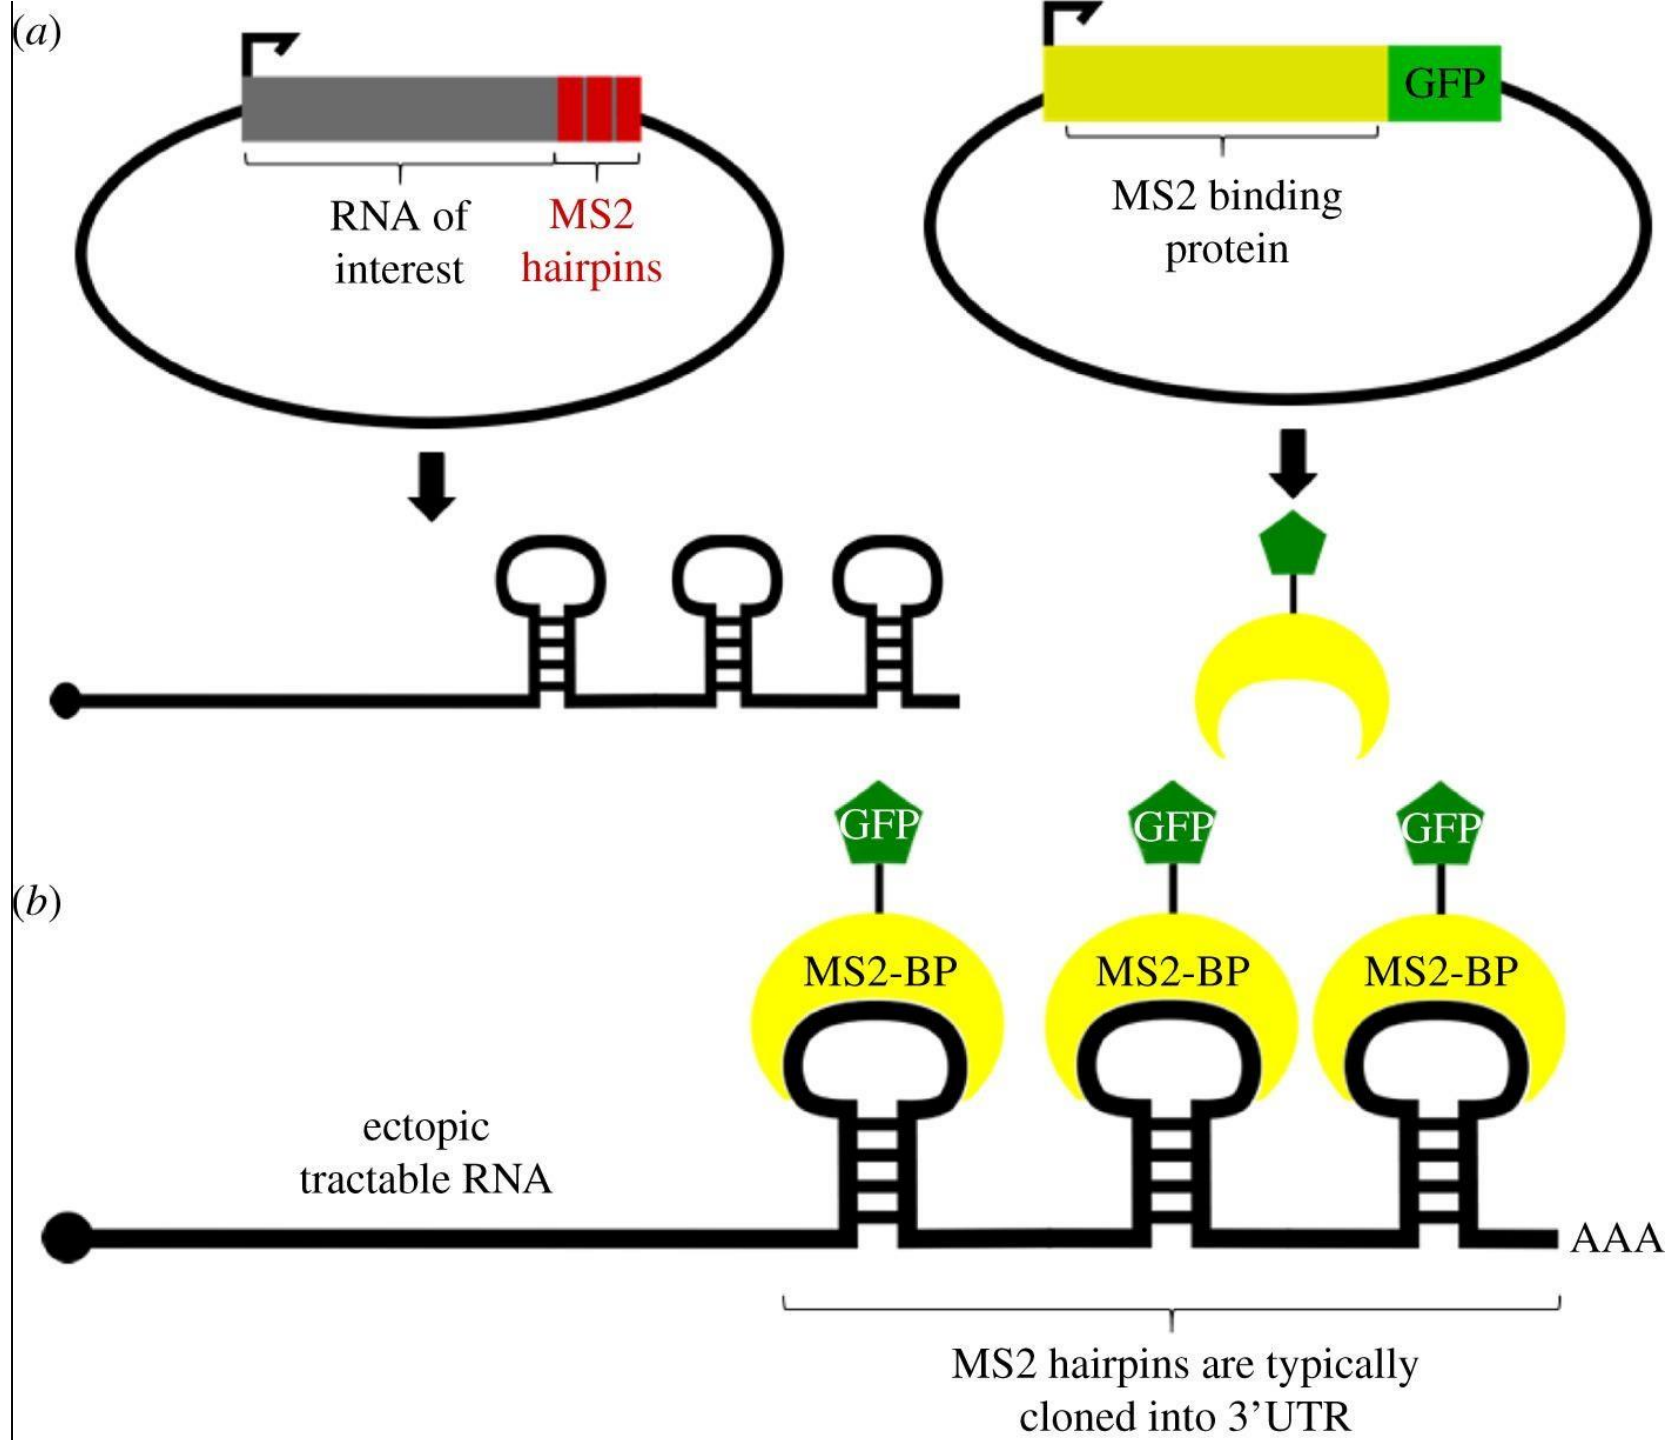 (a)
GFP
RNA of
interest
MS2
hairpins
MS2 binding
protein
GFP
GFP
GFP
(b)
MS2-BP
MS2-BP
MS2-BP
ectopic
tractable RNA
AAA
MS2 hairpins are typically
cloned into 3’UTR